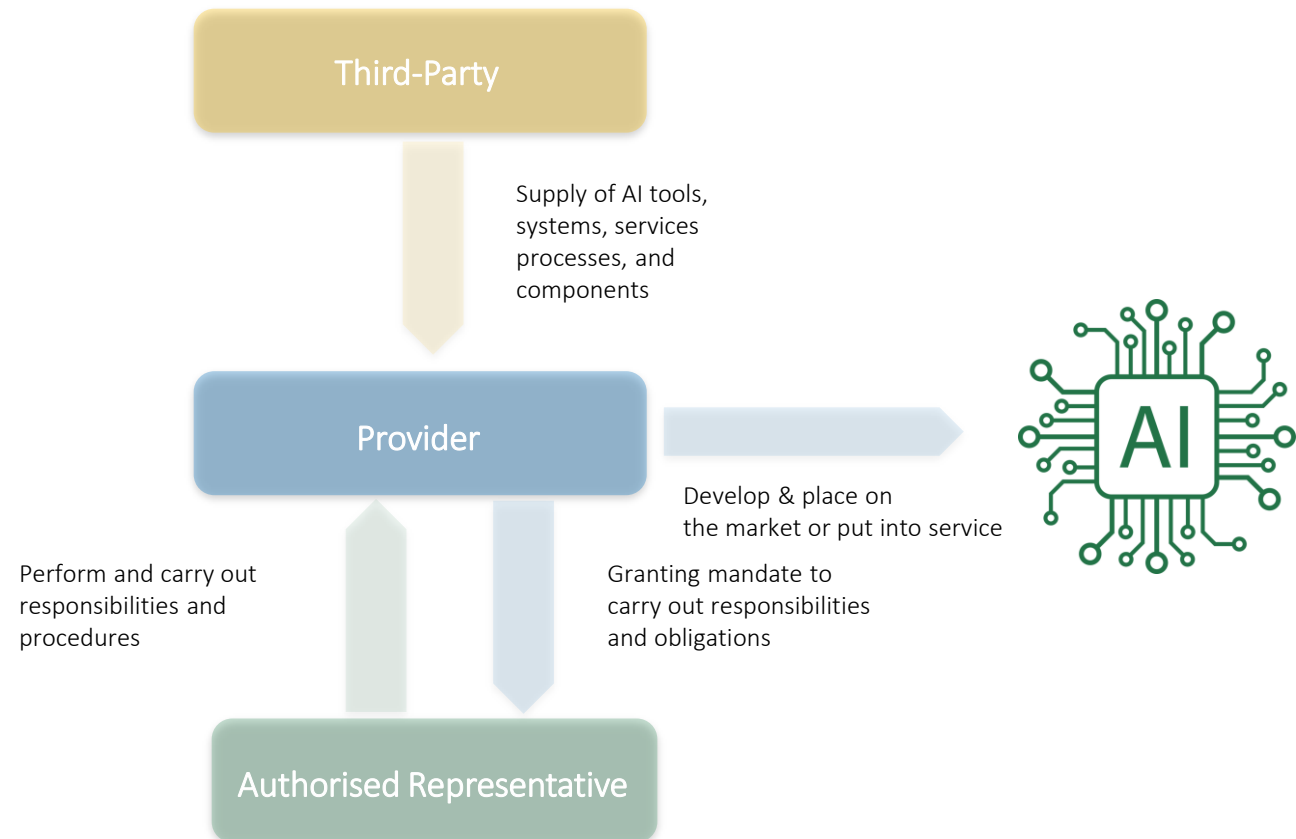 Third-Party
Supply of AI tools,
systems, services
processes, and
components
Provider
AI
Develop & place on
the market or put into service
Perform and carry out
responsibilities and
procedures
Granting mandate to
carry out responsibilities
and obligations
Authorised Representative